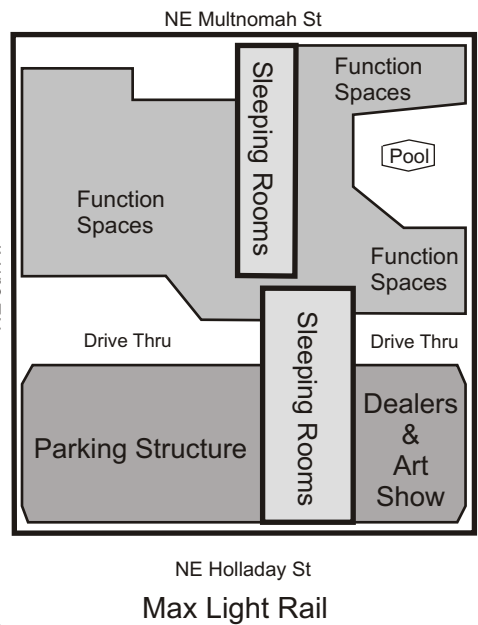 NE Multnomah St
Sleeping Rooms
Function
Spaces
Pool
Function
Spaces
Function
Spaces
Sleeping Rooms
Drive Thru
Drive Thru
Parking Structure
Dealers
&
Art
Show
NE Holladay St
Max Light Rail